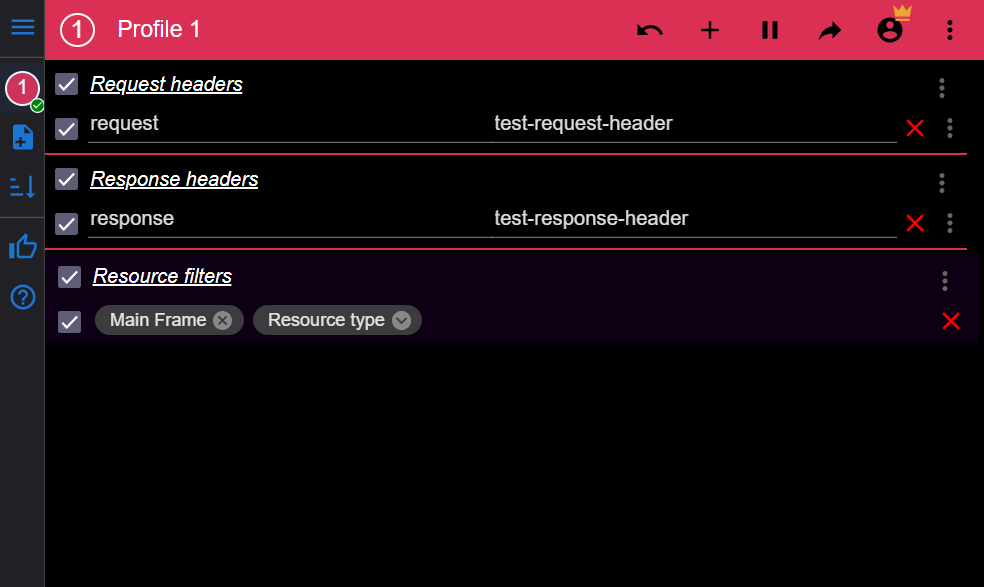 1 Profile 1
1
Request headers
request test-request-header
Response headers
response test-response-header
Resource filters
Main Frame Resource type